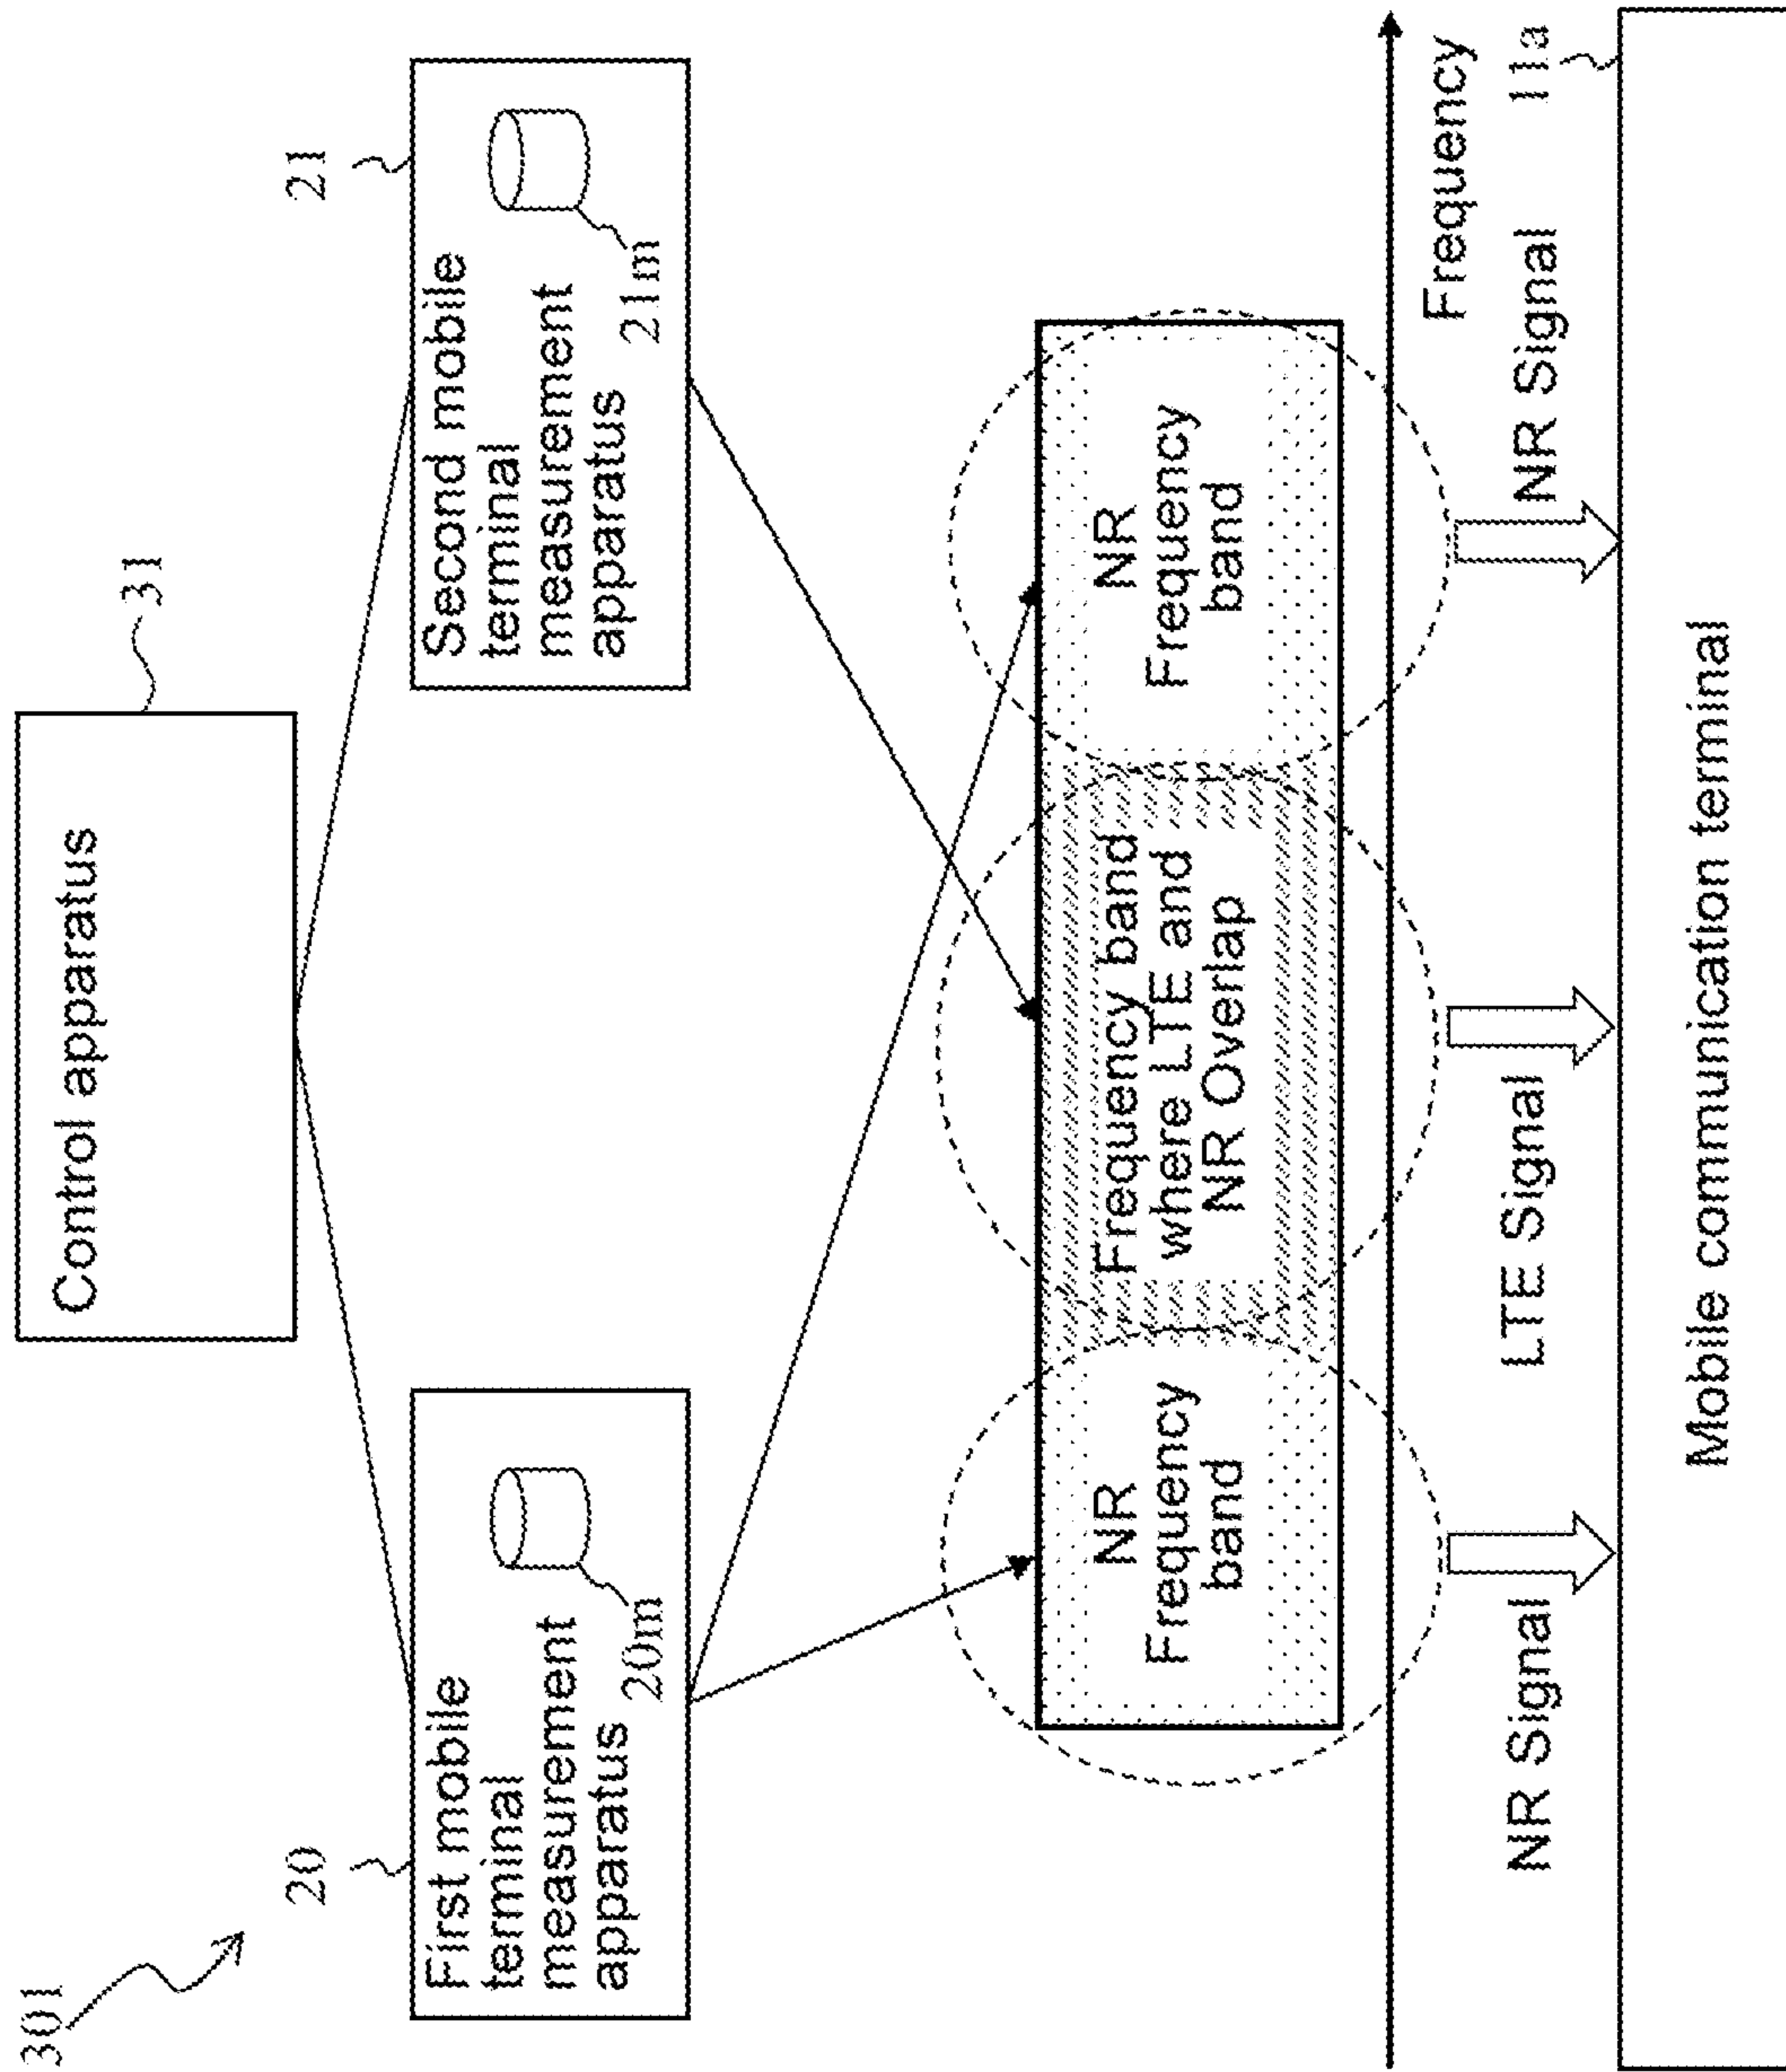 301
Control apparatus
31
20
First mobile
terminal
measurement
apparatus
20m
21
Second mobile
terminal
measurement
apparatus
21m
NR
Frequency
band
Frequency band
where LTE and
NR Overlap
NR
Frequency
band
Frequency
NR Signal
LTE Signal
NR Signal
11a
Mobile communication terminal